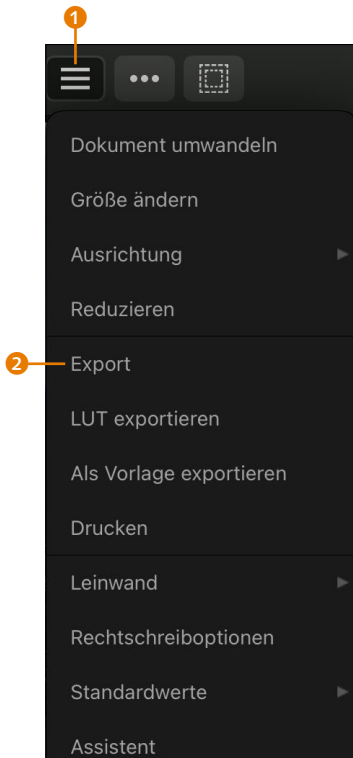 1
Dokument umwandeln
Größe ändern
Ausrichtung
Reduzieren
2
Export
LUT exportieren
Als Vorlage exportieren
Drucken
Leinwand
Rechtschreiboptionen
Standardwerte
Assistent